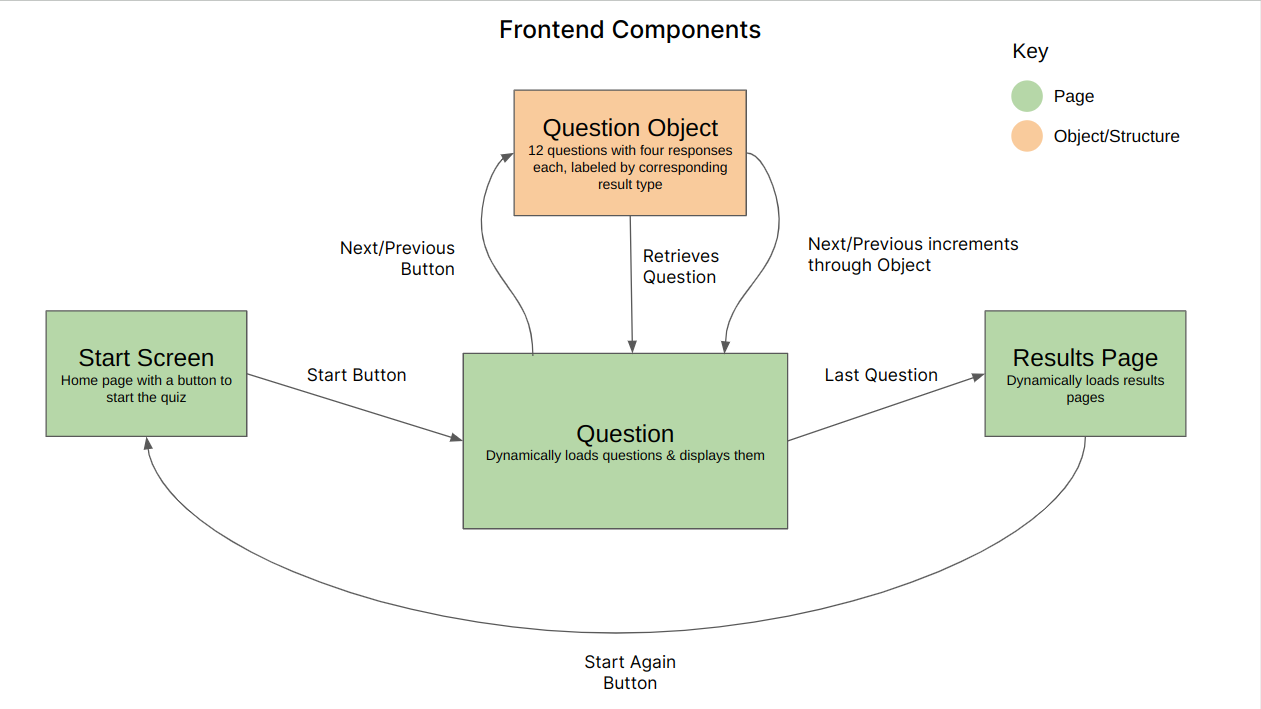 Frontend Components
Key
Page
Object/Structure
Question Object
12 questions with four responses
each, labeled by corresponding
result type
Next/Previous
Button
Retrieves
Question
Next/Previous increments
through Object
Start Screen
Home page with a button to
start the quiz
Start Button
Question
Dynamically loads questions & displays them
Last Question
Results Page
Dynamically loads results
pages
Start Again
Button